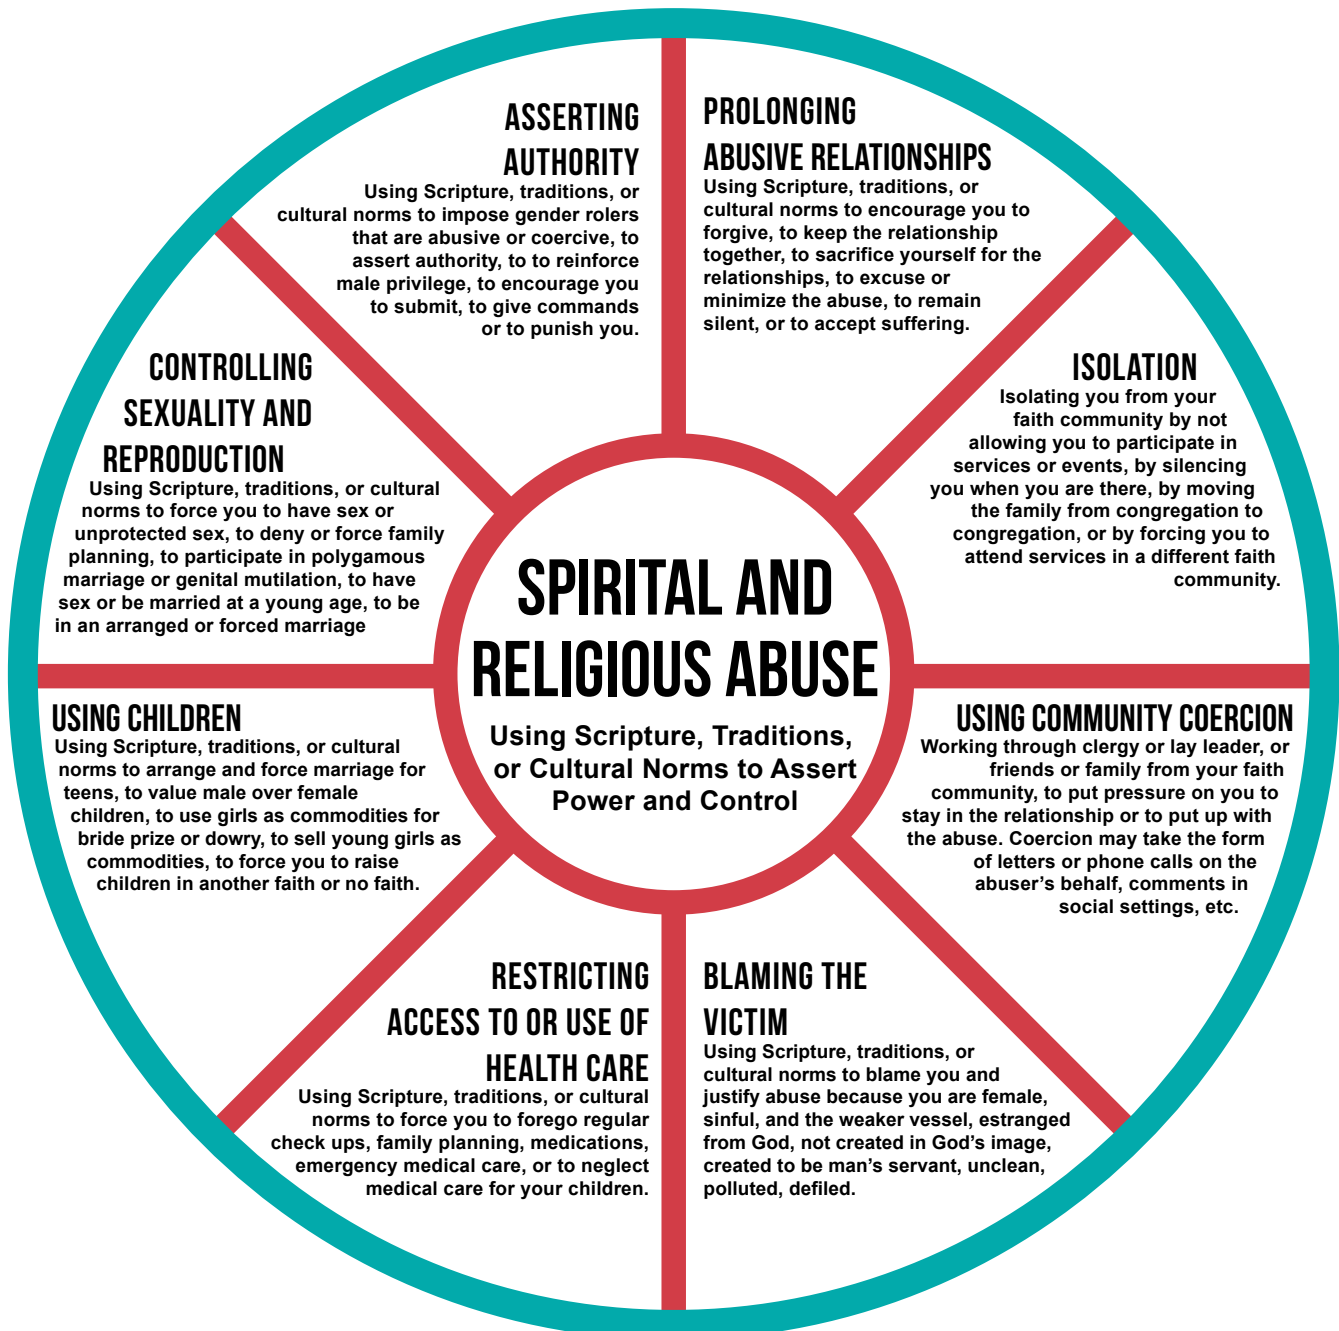 ASSERTING
AUTHORITY
Using Scripture, traditions, or
cultural norms to impose gender rolers
that are abusive or coercive, to
assert authority, to to reinforce
male privilege, to encourage you
to submit, to give commands
or to punish you.
PROLONGING
ABUSIVE RELATIONSHIPS
Using Scripture, traditions, or
cultural norms to encourage you to
forgive, to keep the relationship
together, to sacrifice yourself for the
relationships, to excuse or
minimize the abuse, to remain
silent, or to accept suffering.
ISOLATION
Isolating you from your
faith community by not
allowing you to participate in
services or events, by silencing
you when you are there, by moving
the family from congregation to
congregation, or by forcing you to
attend services in a different faith
community.
USING COMMUNITY COERCION
Working through clergy or lay leader, or
friends or family from your faith
community, to put pressure on you to
stay in the relationship or to put up with
the abuse. Coercion may take the form
of letters or phone calls on the
abuser's behalf, comments in
social settings, etc.
BLAMING THE
VICTIM
Using Scripture, traditions, or
cultural norms to blame you and
justify abuse because you are female,
sinful, and the weaker vessel, estranged
from God, not created in God's image,
created to be man's servant, unclean,
polluted, defiled.
RESTRICTING
ACCESS TO OR USE OF
HEALTH CARE
Using Scripture, traditions, or cultural
norms to force you to forego regular
check ups, family planning, medications,
emergency medical care, or to neglect
medical care for your children.
USING CHILDREN
Using Scripture, traditions, or cultural
norms to arrange and force marriage for
teens, to value male over female
children, to use girls as commodities for
bride prize or dowry, to sell young girls as
commodities, to force you to raise
children in another faith or no faith.
CONTROLLING
SEXUALITY AND
REPRODUCTION
Using Scripture, traditions, or cultural
norms to force you to have sex or
unprotected sex, to deny or force family
planning, to participate in polygamous
marriage or genital mutilation, to have
sex or be married at a young age, to be
in an arranged or forced marriage
SPIRITAL AND
RELIGIOUS ABUSE
Using Scripture, Traditions,
or Cultural Norms to Assert
Power and Control